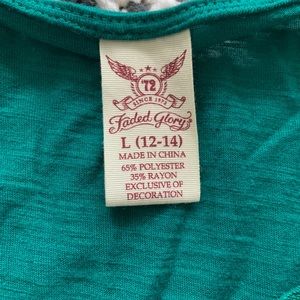 '72
SINCE 1972
Faded Glory
L (12-14)
MADE IN CHINA
65% POLYESTER
35% RAYON
EXCLUSIVE OF
DECORATION